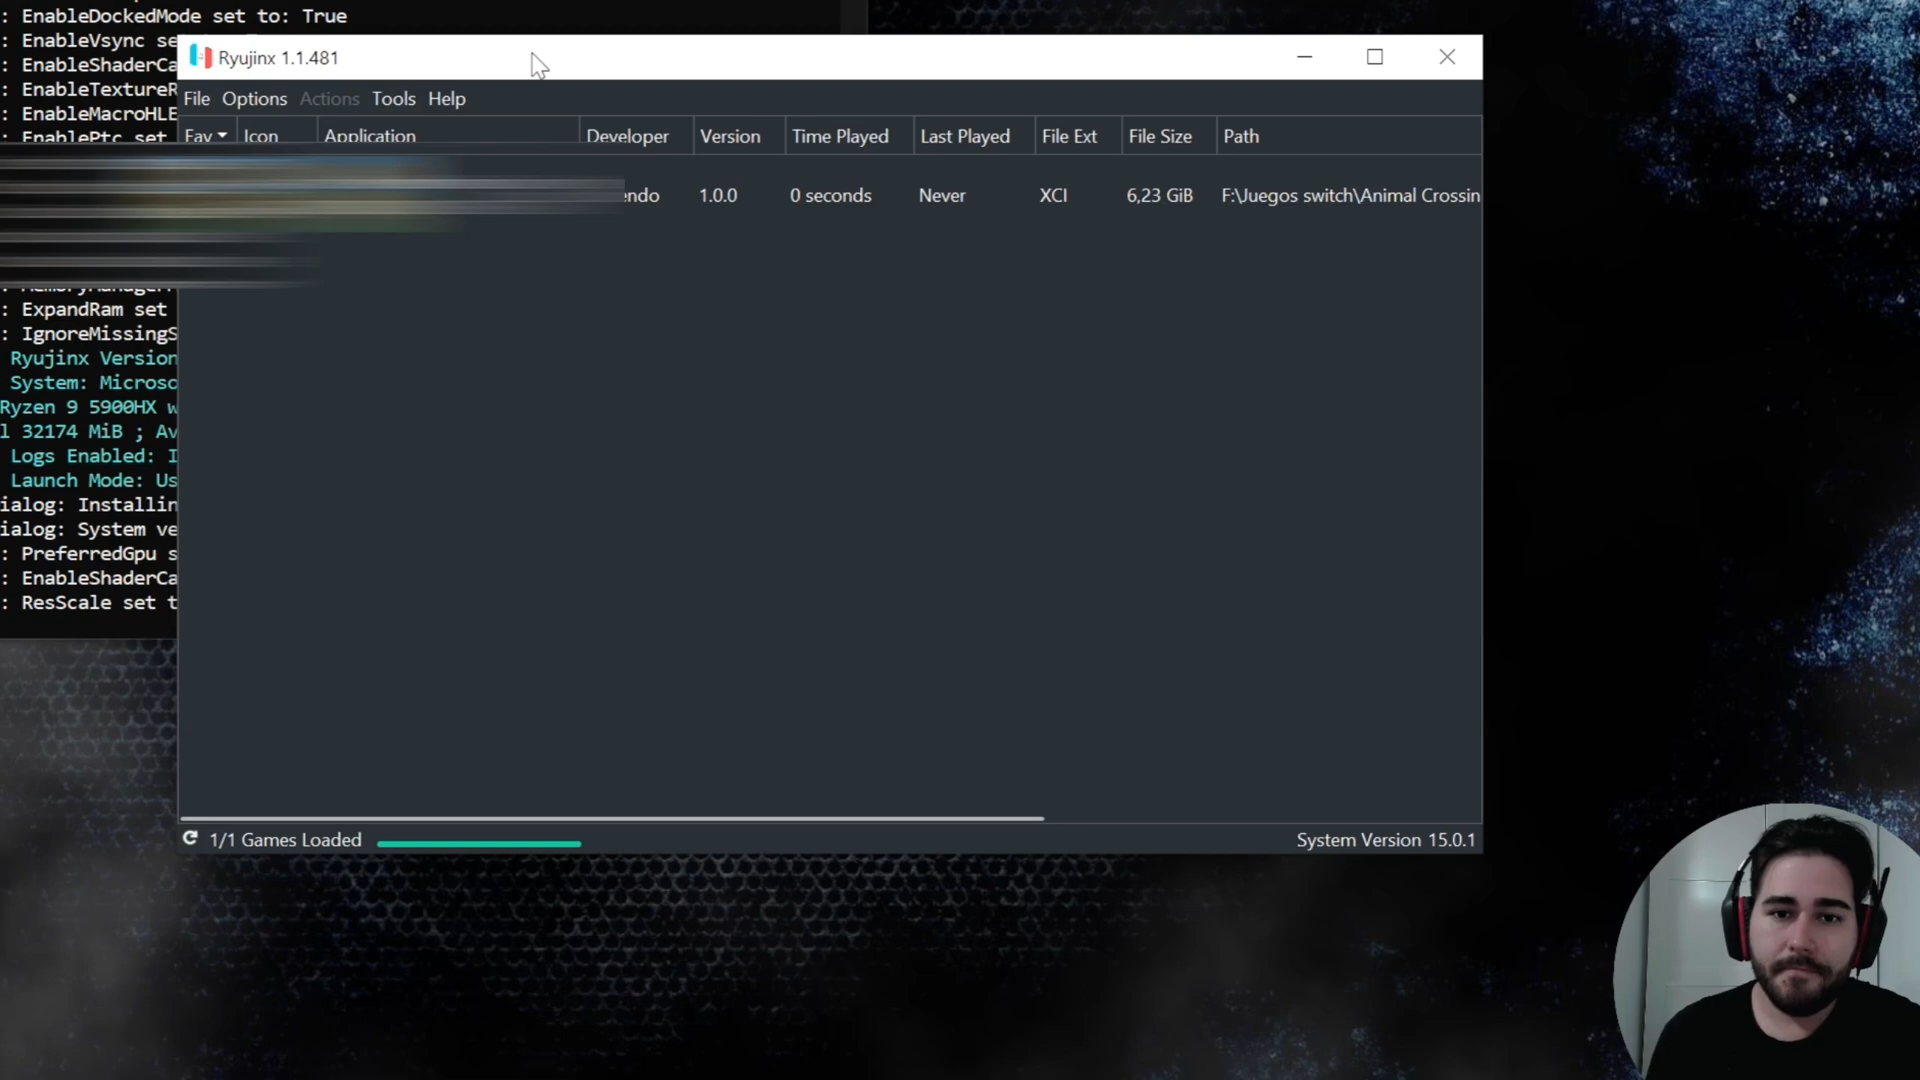 : EnableDockedMode set to: True
: EnableVsync se
: EnableShaderCa
: EnableTextureR
: EnableMacroHLE
: EnablePtc set
Ryujinx 1.1.481
File Options Actions Tools Help
Fav Icon Application Developer Version Time Played Last Played File Ext File Size Path
endo 1.0.0 0 seconds Never XCI 6,23 GiB F:\Juegos switch\Animal Crossin
: ExpandRam set
: IgnoreMissingS
Ryujinx Version
System: Microso
Ryzen 9 5900HX w
l 32174 MiB ; Av
Logs Enabled: I
Launch Mode: Us
ialog: Installin
ialog: System ve
: PreferredGpu s
: EnableShaderCa
: ResScale set t
1/1 Games Loaded
System Version 15.0.1